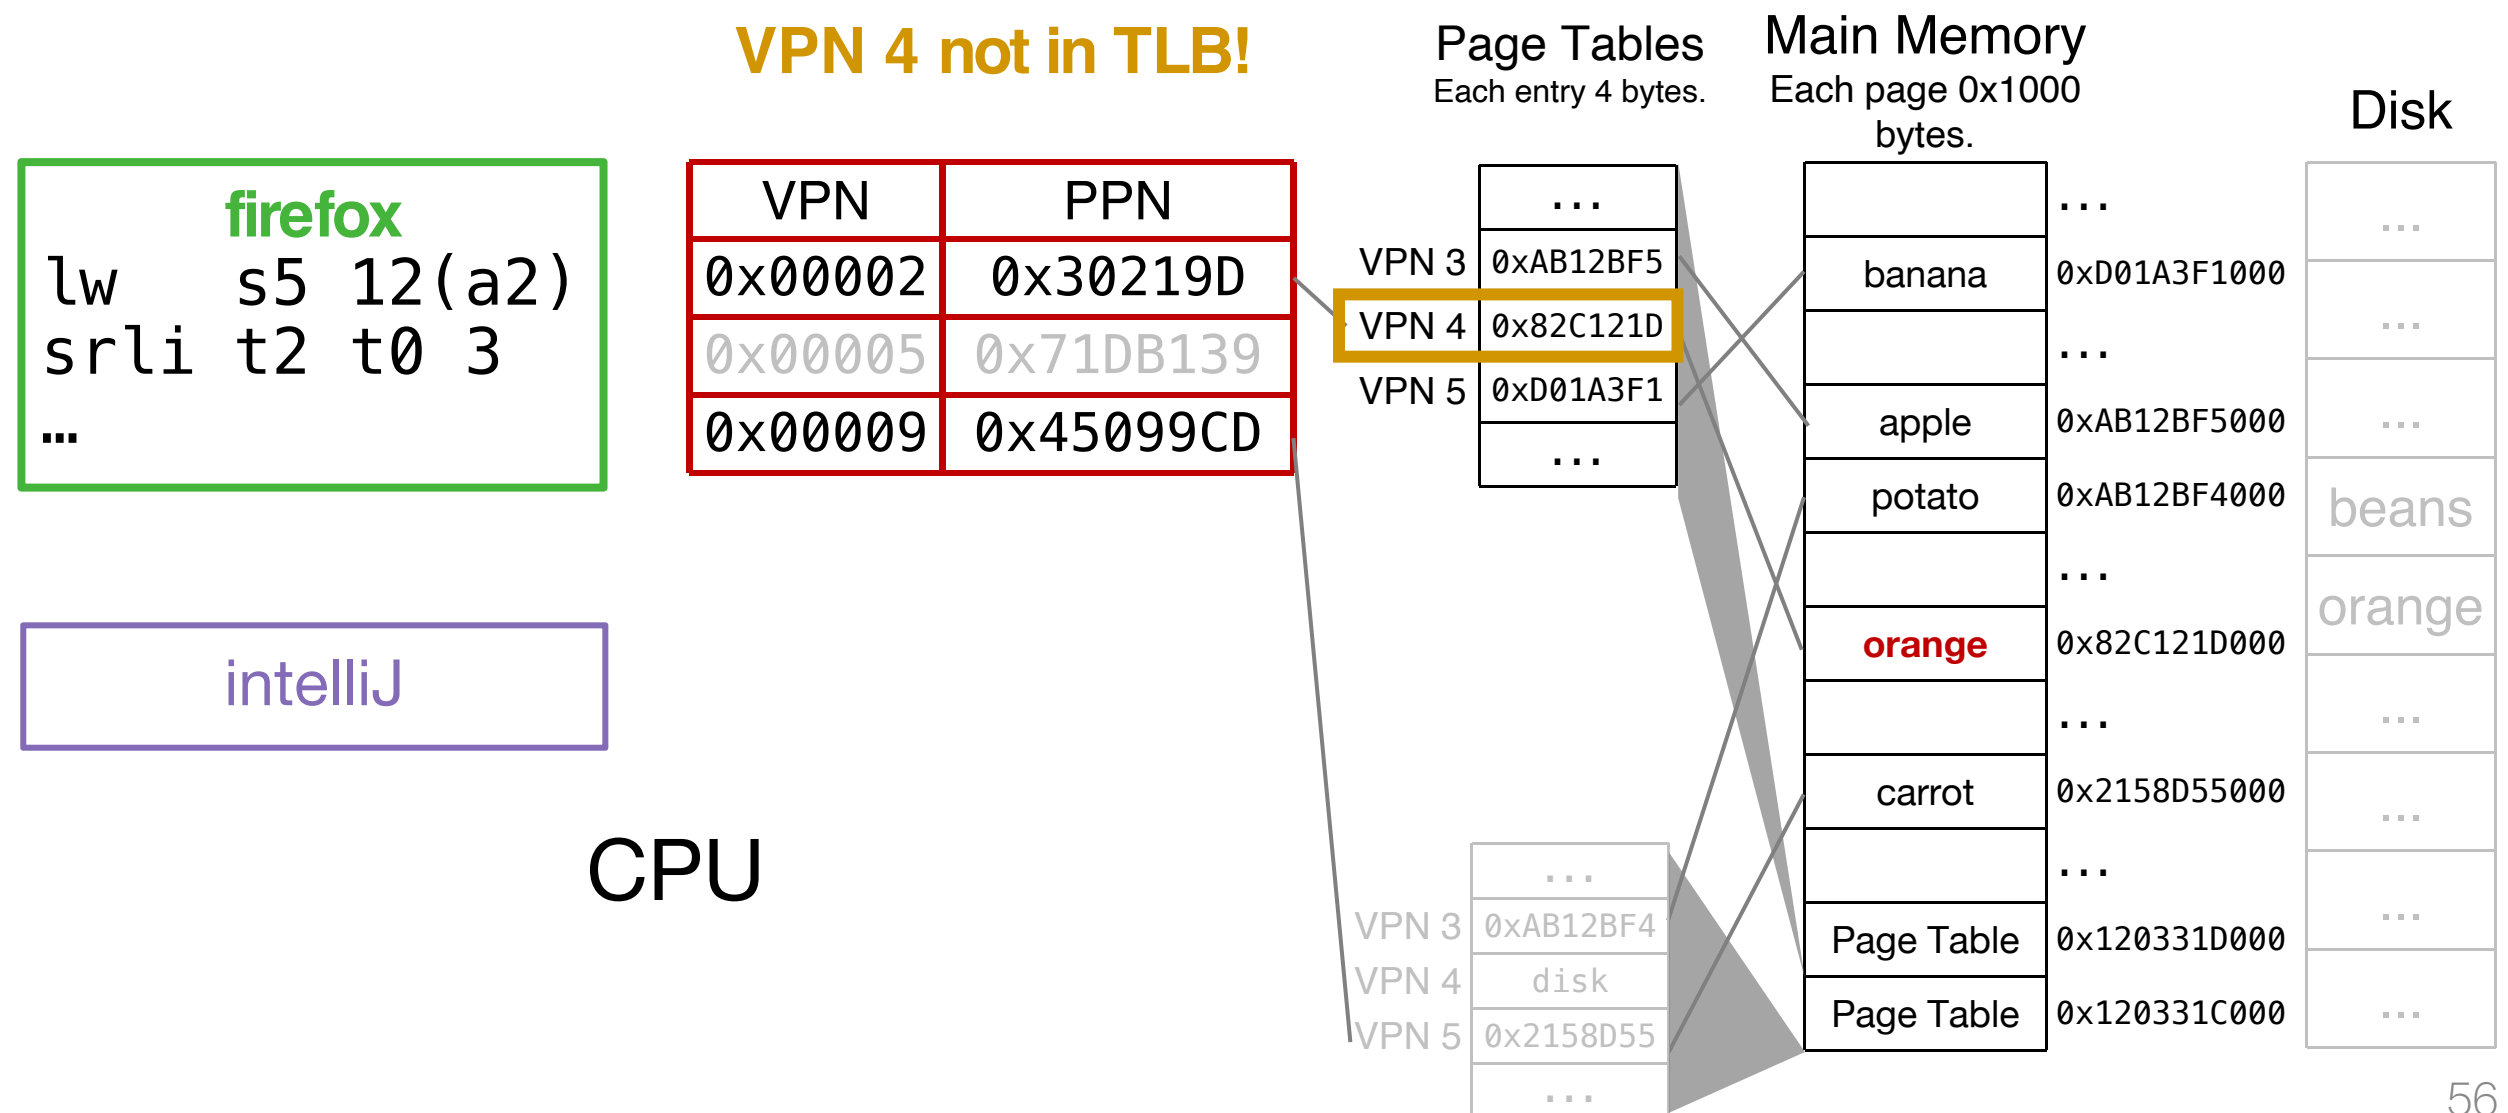 VPN 4 not in TLB!
firefox
lw s5 12(a2)
srli t2 t0 3
…
intelliJ
CPU
VPN PPN
0x00002 0x30219D
0x00005 0x71DB139
0x00009 0x45099CD
Page Tables
Each entry 4 bytes.
...
VPN 3 0xAB12BF5
VPN 4 0x82C121D
VPN 5 0xD01A3F1
...
...
VPN 3 0xAB12BF4
VPN 4 disk
VPN 5 0x2158D55
...
Main Memory
Each page 0x1000
bytes.
...
banana 0xD01A3F1000
...
apple 0xAB12BF5000
potato 0xAB12BF4000
...
orange 0x82C121D000
...
carrot 0x2158D55000
...
Page Table 0x120331D000
Page Table 0x120331C000
Disk
...
...
...
beans
orange
...
...
...
...
56